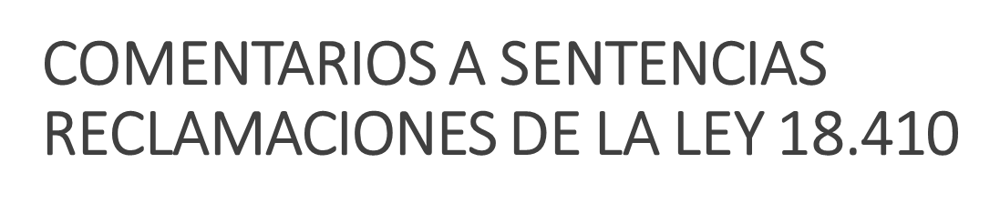 COMENTARIOS A SENTENCIAS
RECLAMACIONES DE LA LEY 18.410